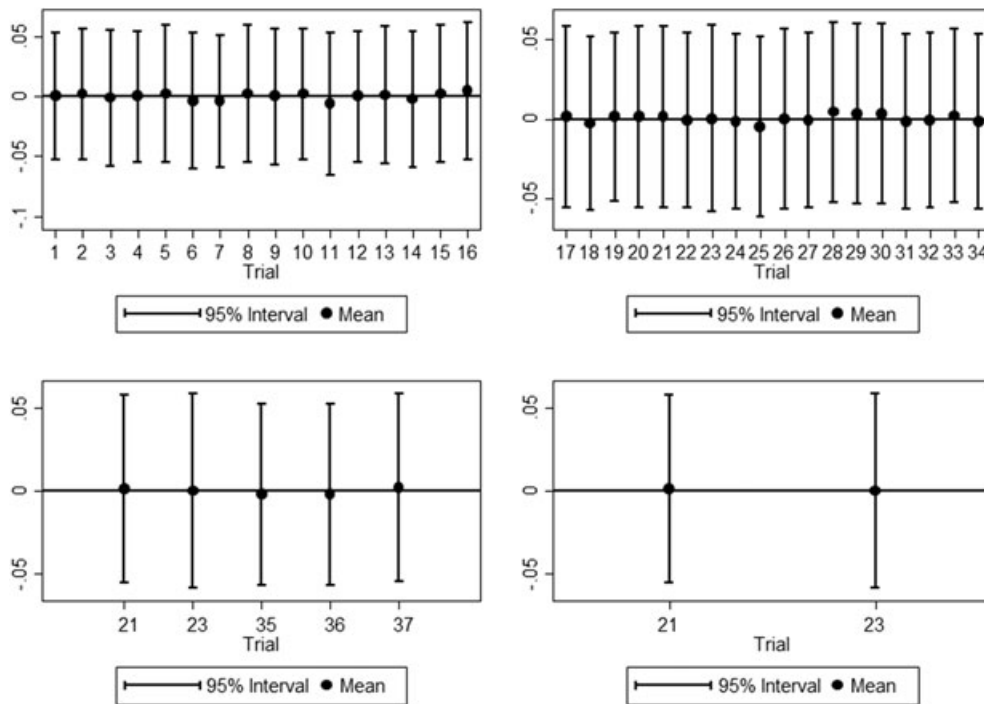 .05
0
-.05
-.1
1 2 3 4 5 6 7 8 9 10 11 12 13 14 15 16
Trial
95% Interval Mean
.05
0
-.05
17 18 19 20 21 22 23 24 25 26 27 28 29 30 31 32 33 34
Trial
95% Interval Mean
.05
0
-.05
21 23 35 36 37
Trial
95% Interval Mean
.05
0
-.05
21 23
Trial
95% Interval Mean